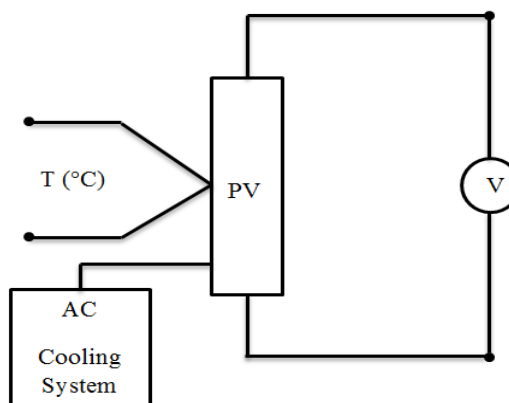 T (°C)
PV
V
AC
Cooling
System